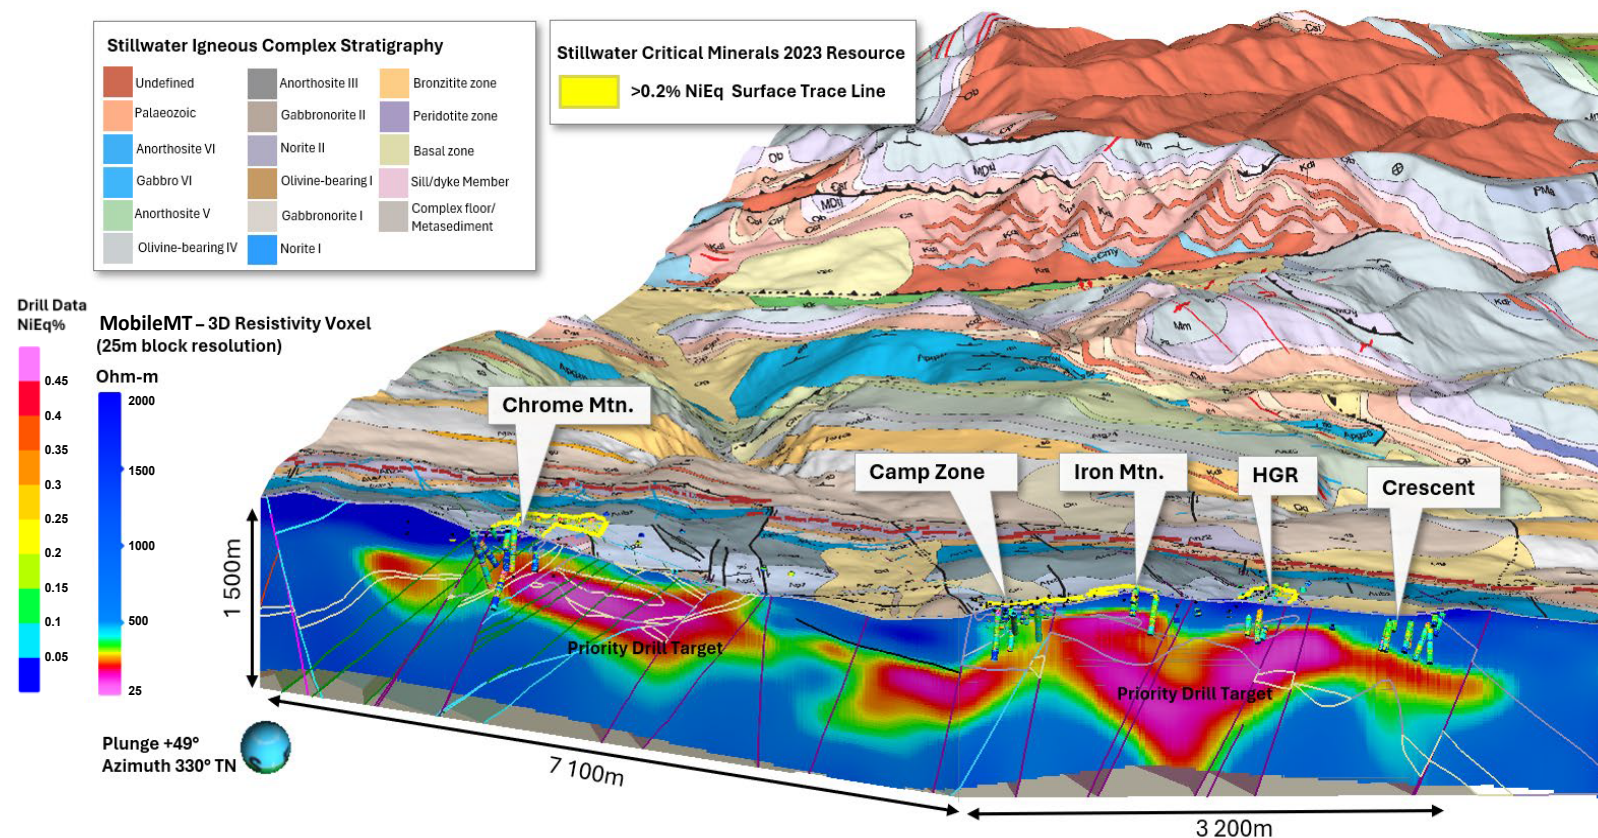 Stillwater Igneous Complex Stratigraphy
Undefined
Palaeozoic
Anorthosite VI
Gabbro VI
Anorthosite V
Olivine-bearing IV
Anorthosite III
Gabbronorite II
Norite II
Olivine-bearing I
Gabbronorite I
Norite I
Bronzitite zone
Peridotite zone
Basal zone
Sill/dyke Member
Complex floor/
Metasediment
Stillwater Critical Minerals 2023 Resource
>0.2% NiEq Surface Trace Line
Drill Data
NiEq%
0.45
0.4
0.35
0.3
0.25
0.2
0.15
0.1
0.05
MobileMT – 3D Resistivity Voxel
(25m block resolution)
Ohm-m
2000
1500
1000
500
25
Chrome Mtn.
Camp Zone
Iron Mtn.
HGR
Crescent
Priority Drill Target
Priority Drill Target
1 500m
7 100m
3 200m
Plunge +49°
Azimuth 330° TN
Mm
MDtj
Mm